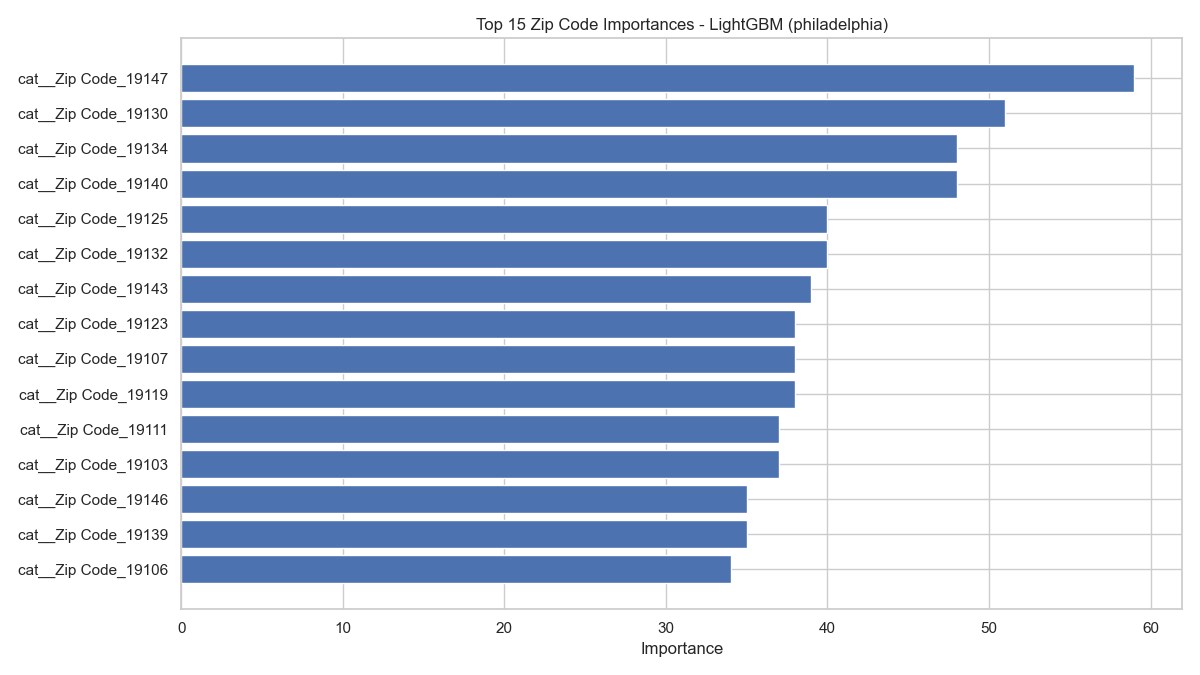 Top 15 Zip Code Importances - LightGBM (philadelphia)
cat__Zip Code_19147
cat__Zip Code_19130
cat__Zip Code_19134
cat__Zip Code_19140
cat__Zip Code_19125
cat__Zip Code_19132
cat__Zip Code_19143
cat__Zip Code_19123
cat__Zip Code_19107
cat__Zip Code_19119
cat__Zip Code_19111
cat__Zip Code_19103
cat__Zip Code_19146
cat__Zip Code_19139
cat__Zip Code_19106
0 10 20 30 40 50 60
Importance